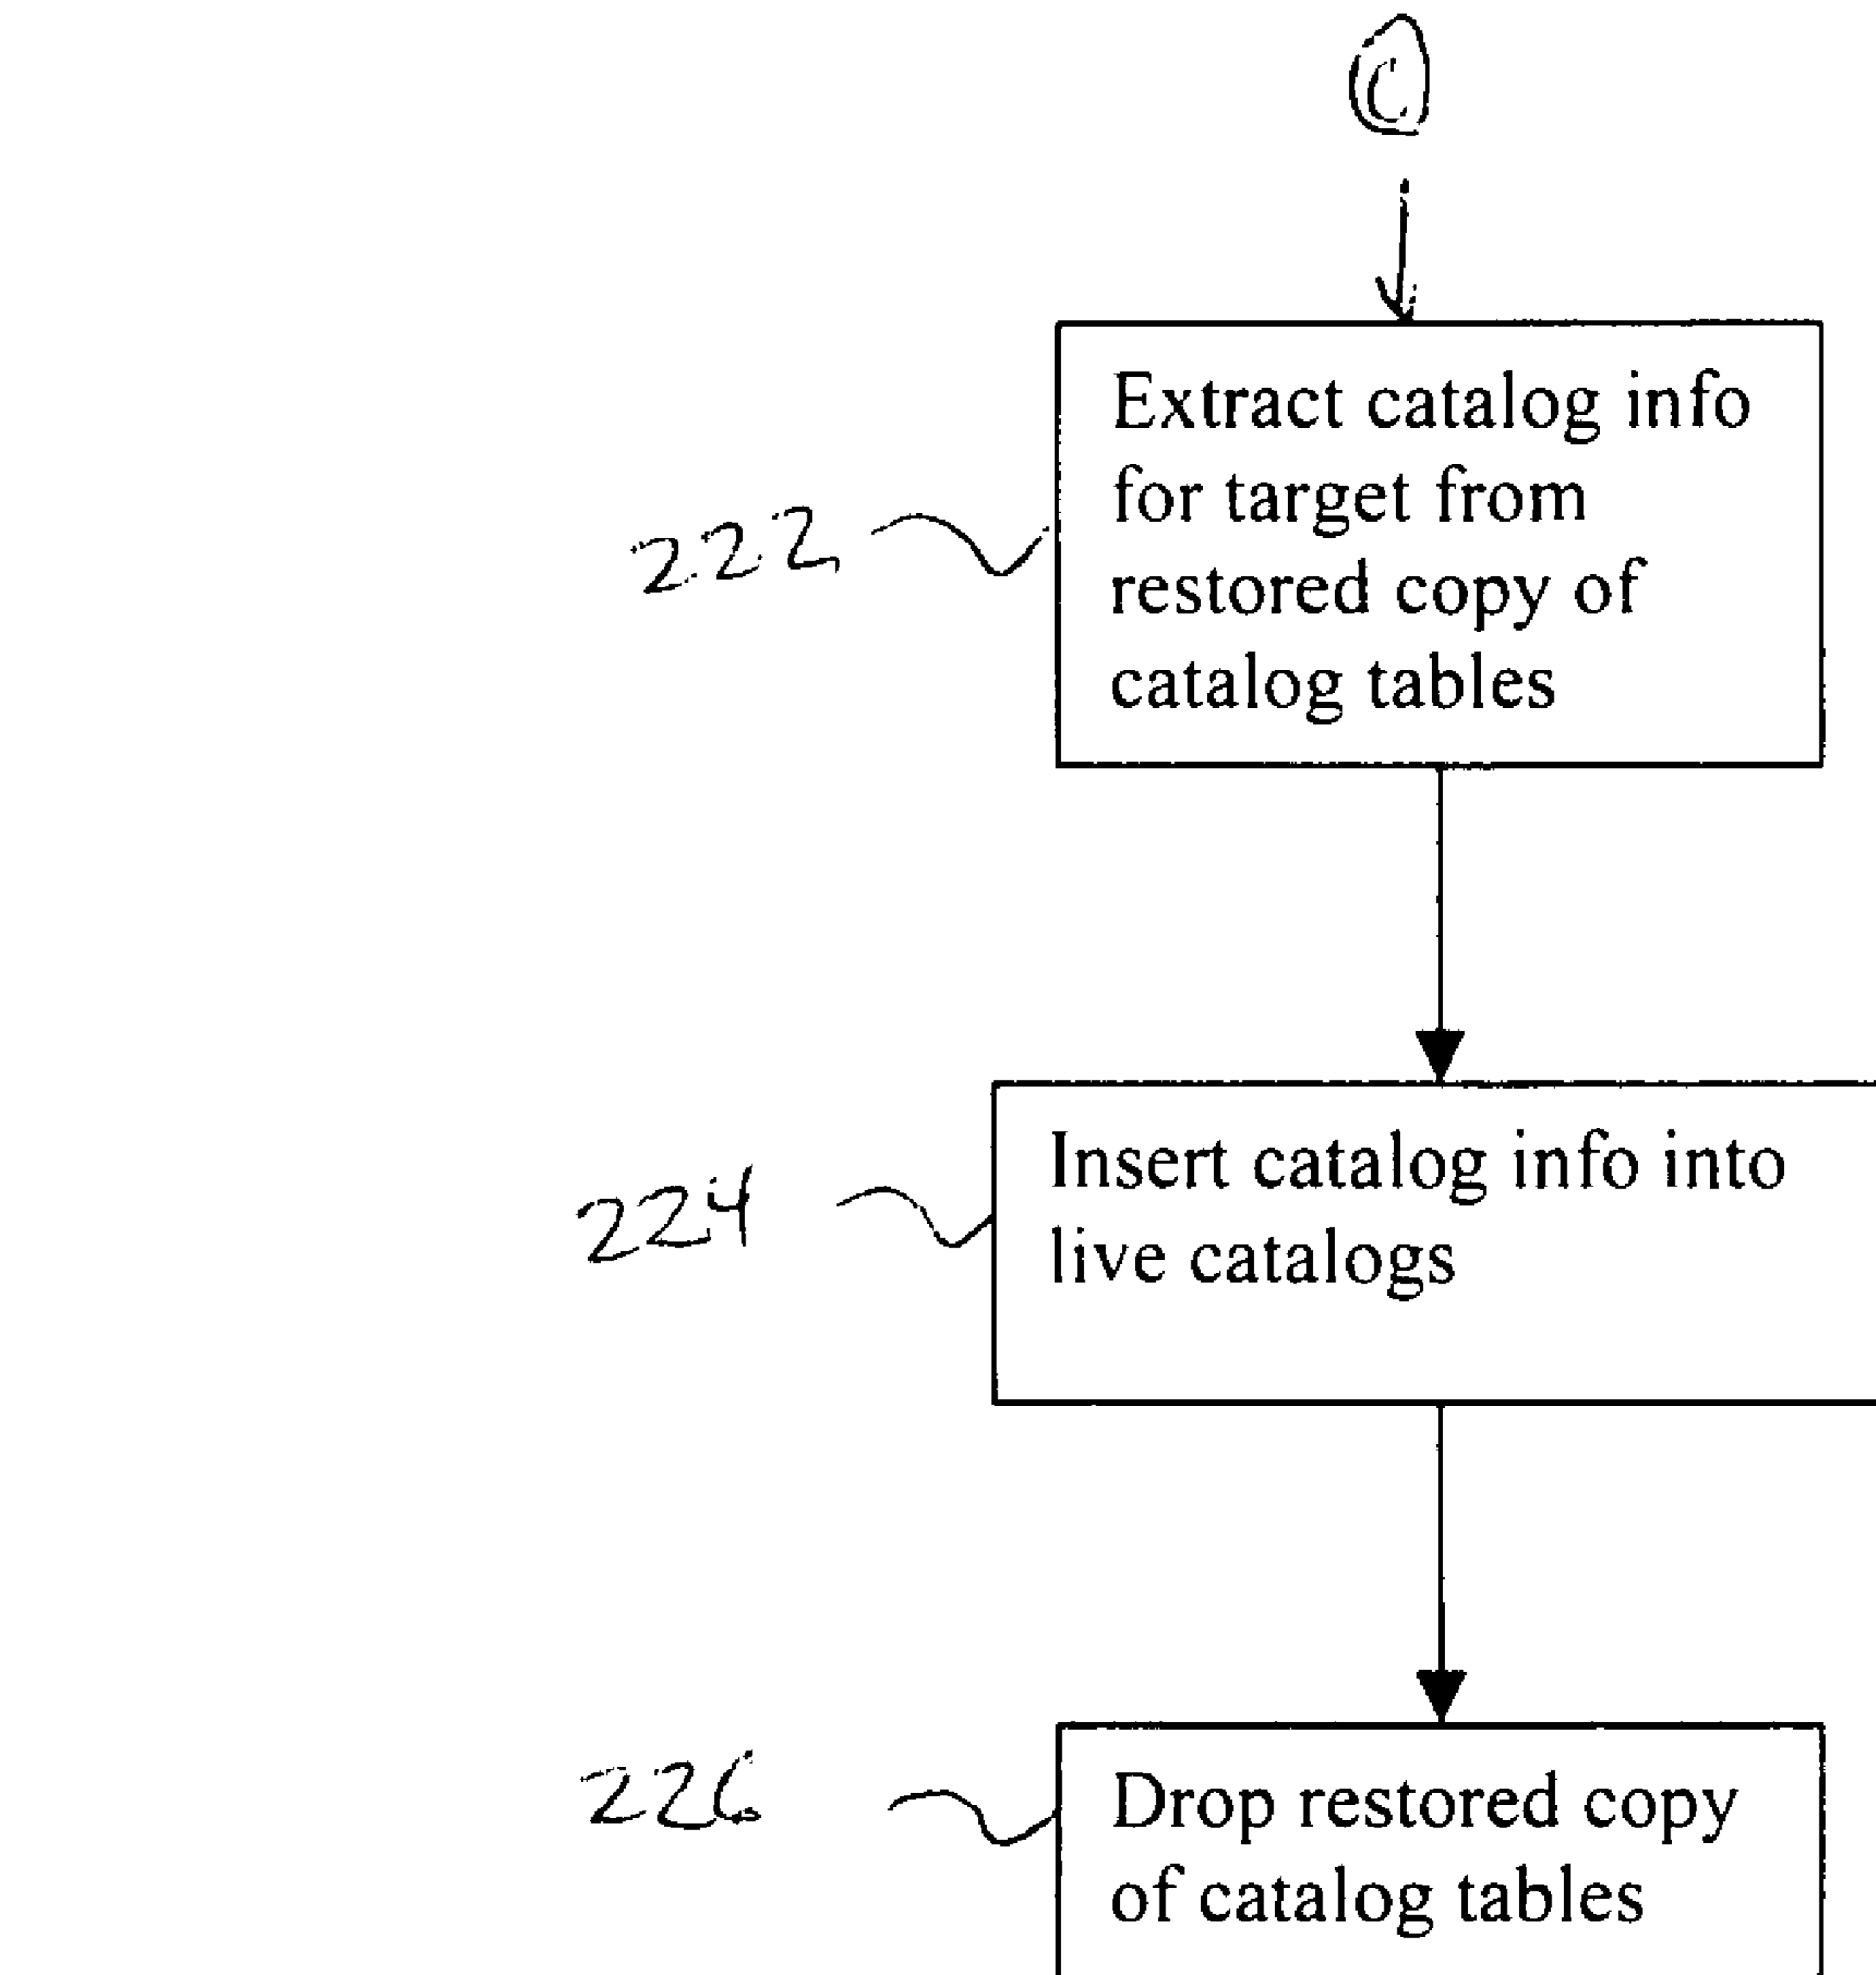 C
Extract catalog info
for target from
restored copy of
catalog tables
222
Insert catalog info into
live catalogs
224
Drop restored copy
of catalog tables
226